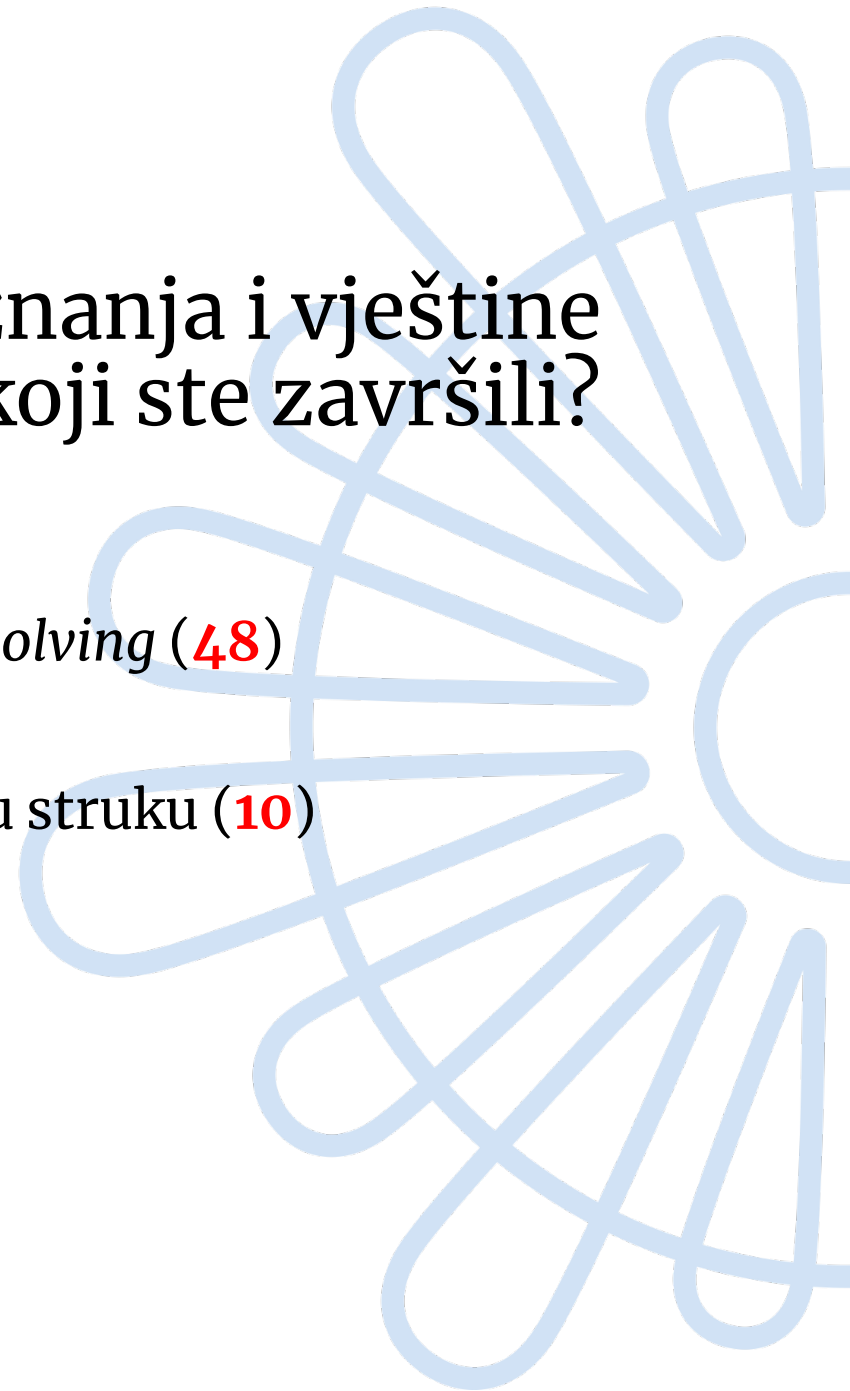 znanja i vještine
koji ste završili?
olving (48)
u struku (10)